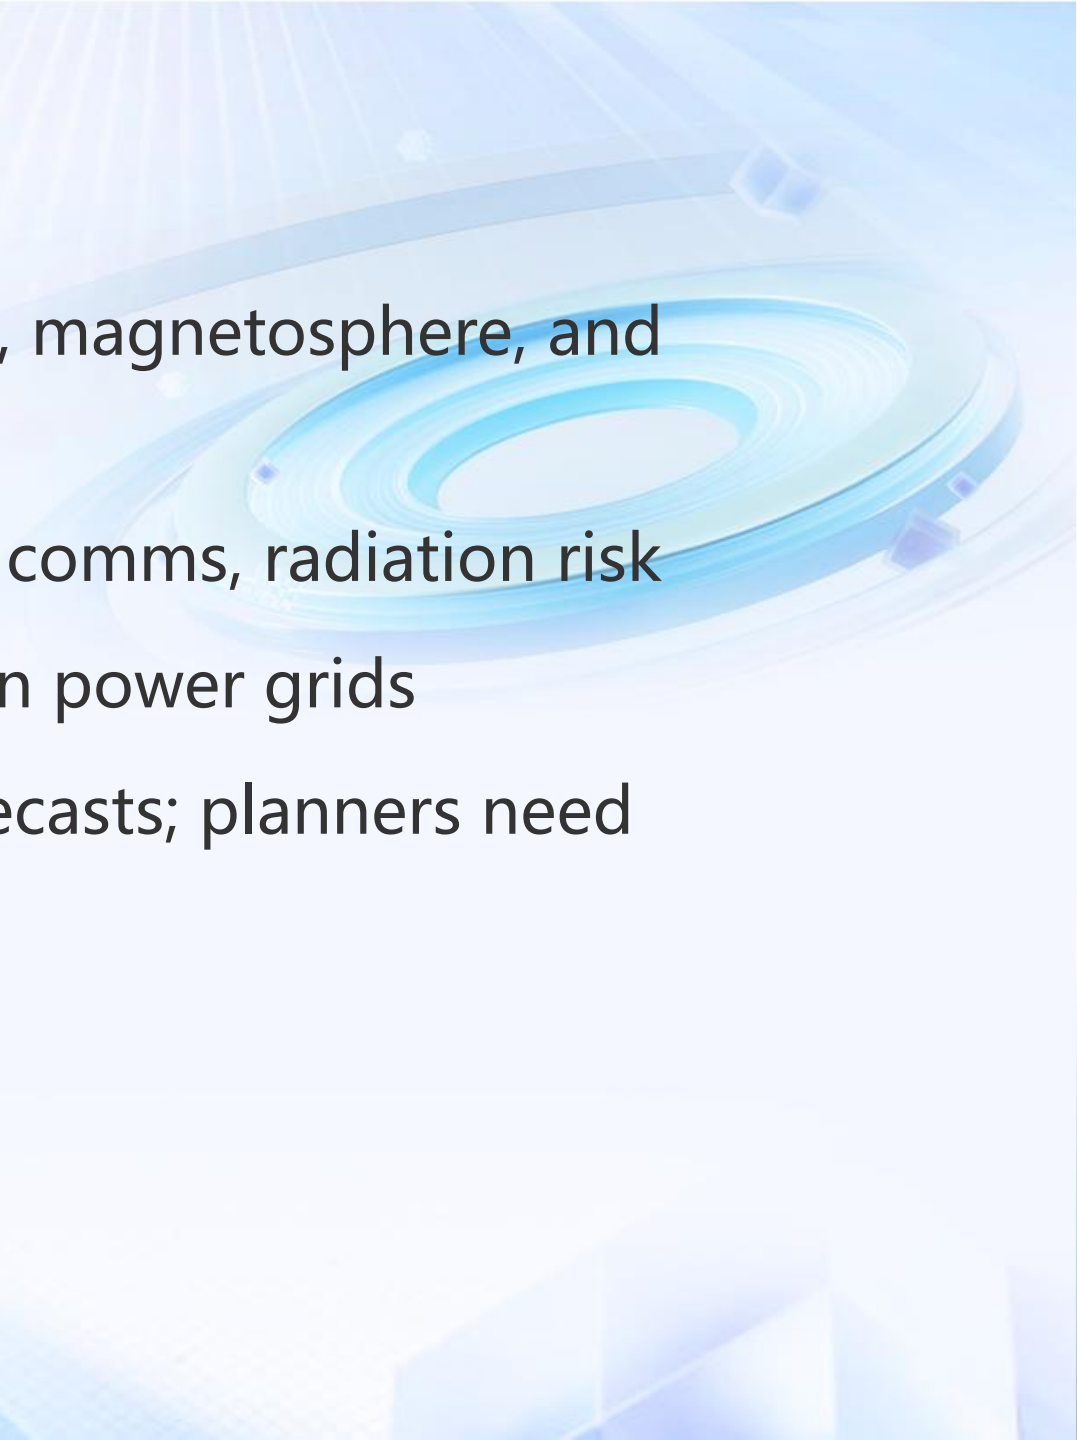 , magnetosphere, and
comms, radiation risk
n power grids
ecasts; planners need